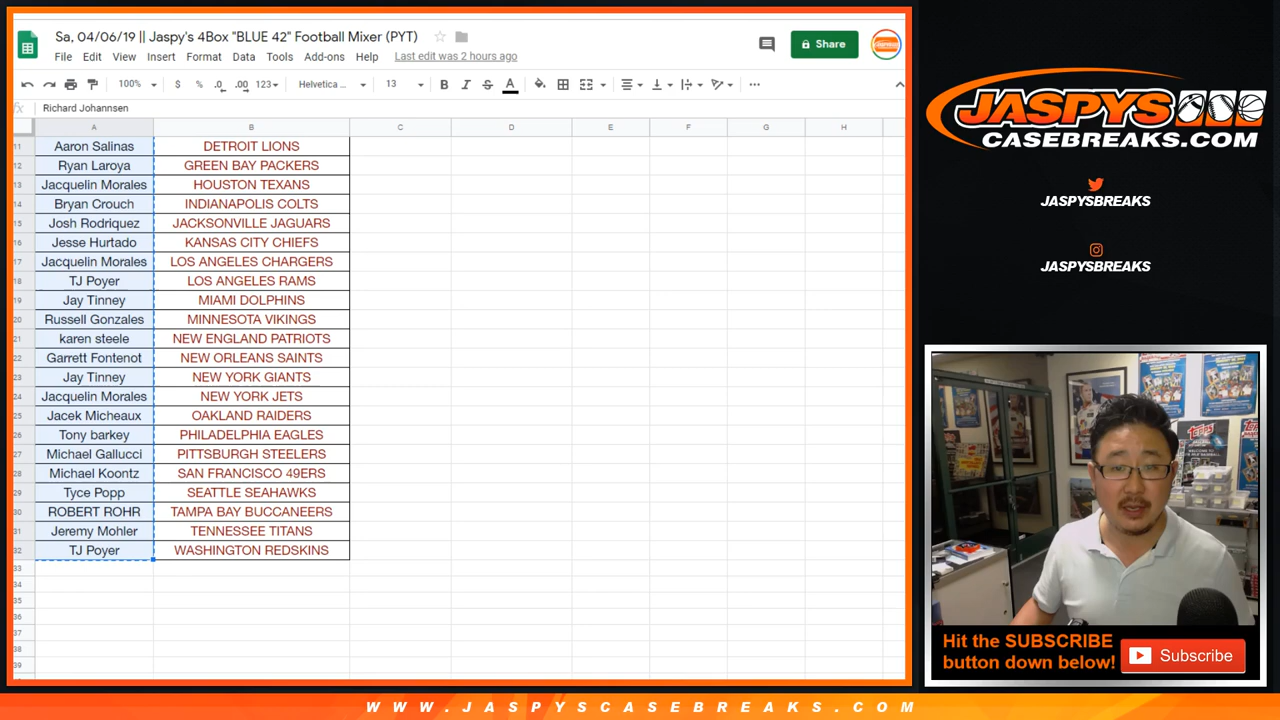 Sa, 04/06/19 || Jaspy's 4Box "BLUE 42" Football Mixer (PYT)
File Edit View Insert Format Data Tools Add-ons Help Last edit was 2 hours ago
Share
100% $ % .0 .00 123 Helvetica ... 13 B I S A
fx Richard Johannsen
A B C D E F G H
11 Aaron Salinas DETROIT LIONS
12 Ryan Laroya GREEN BAY PACKERS
13 Jacquelin Morales HOUSTON TEXANS
14 Bryan Crouch INDIANAPOLIS COLTS
15 Josh Rodriquez JACKSONVILLE JAGUARS
16 Jesse Hurtado KANSAS CITY CHIEFS
17 Jacquelin Morales LOS ANGELES CHARGERS
18 TJ Poyer LOS ANGELES RAMS
19 Jay Tinney MIAMI DOLPHINS
20 Russell Gonzales MINNESOTA VIKINGS
21 karen steele NEW ENGLAND PATRIOTS
22 Garrett Fontenot NEW ORLEANS SAINTS
23 Jay Tinney NEW YORK GIANTS
24 Jacquelin Morales NEW YORK JETS
25 Jacek Micheaux OAKLAND RAIDERS
26 Tony barkey PHILADELPHIA EAGLES
27 Michael Gallucci PITTSBURGH STEELERS
28 Michael Koontz SAN FRANCISCO 49ERS
29 Tyce Popp SEATTLE SEAHAWKS
30 ROBERT ROHR TAMPA BAY BUCCANEERS
31 Jeremy Mohler TENNESSEE TITANS
32 TJ Poyer WASHINGTON REDSKINS
33
34
35
36
37
38
39
JASPYS
CASEBREAKS.COM
JASPYSBREAKS
JASPYSBREAKS
TOPPS
Hit the SUBSCRIBE
button down below!
Subscribe
WWW.JASPYSCASEBREAKS.COM